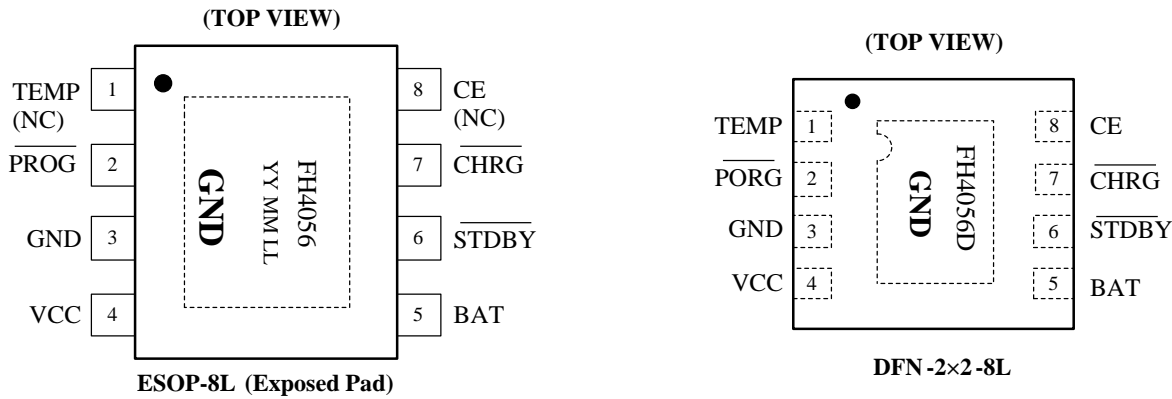 (TOP VIEW)
TEMP
(NC)
1
PROG
2
GND
3
VCC
4
8
CE
(NC)
7
CHRG
6
STDBY
5
BAT
GND
FH4056
YY MM LL
ESOP-8L (Exposed Pad)
(TOP VIEW)
TEMP
1
PORG
2
GND
3
VCC
4
8
CE
7
CHRG
6
STDBY
5
BAT
GND
FH4056D
DFN-2×2-8L